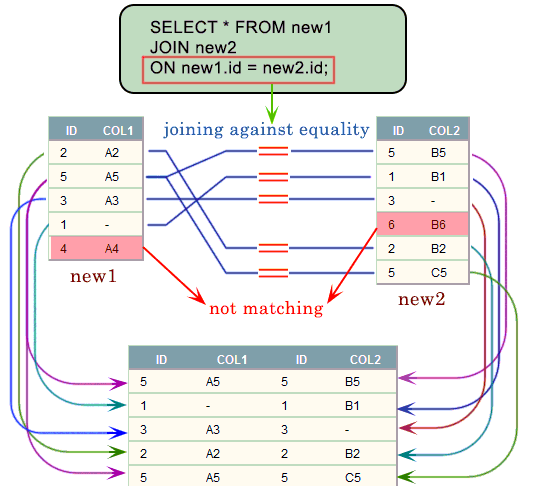 SELECT * FROM new1
JOIN new2
ON new1.id = new2.id;
joining against equality
ID COL1
2 A2
5 A5
3 A3
1 -
4 A4
new1
ID COL2
5 B5
1 B1
3 -
6 B6
2 B2
5 C5
new2
not matching
ID COL1 ID COL2
5 A5 5 B5
1 - 1 B1
3 A3 3 -
2 A2 2 B2
5 A5 5 C5